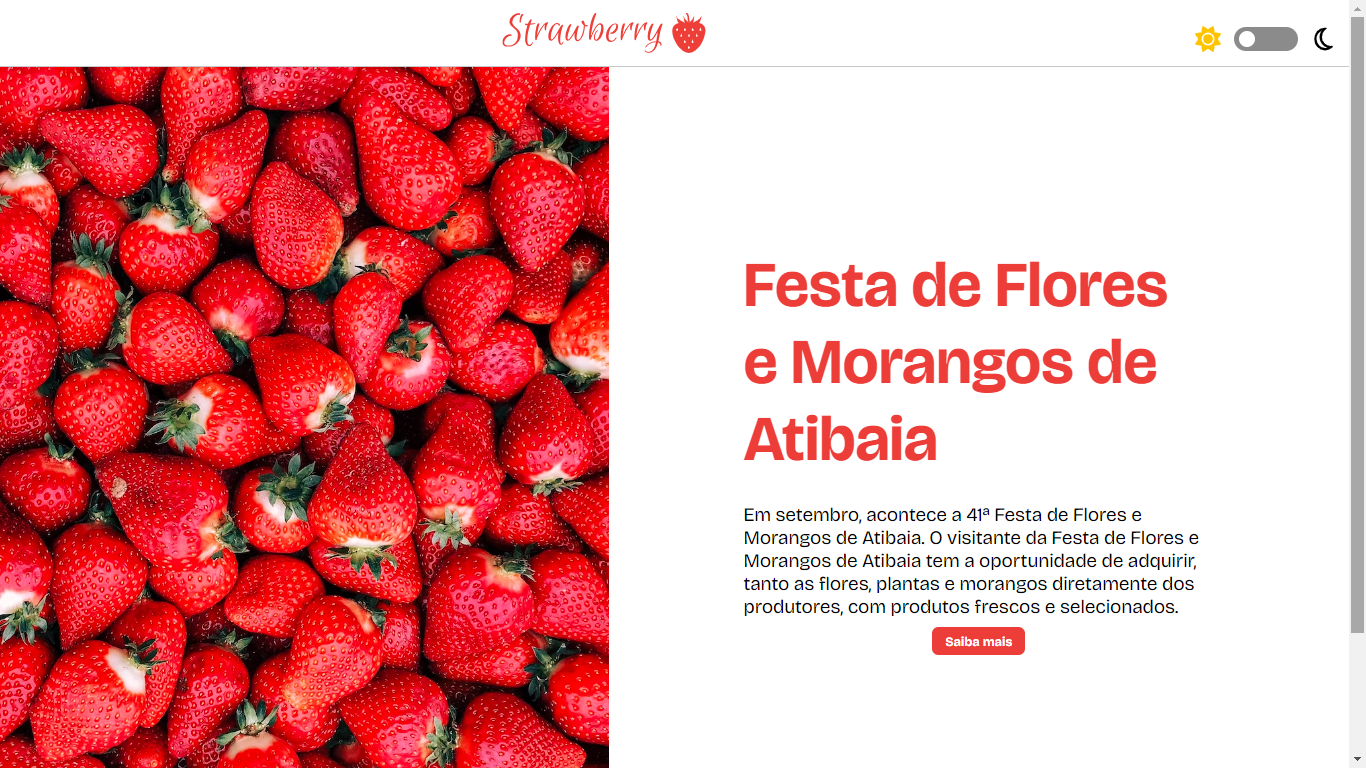 Strawberry
Festa de Flores
e Morangos de
Atibaia
Em setembro, acontece a 41ª Festa de Flores e
Morangos de Atibaia. O visitante da Festa de Flores e
Morangos de Atibaia tem a oportunidade de adquirir,
tanto as flores, plantas e morangos diretamente dos
produtores, com produtos frescos e selecionados.
Saiba mais